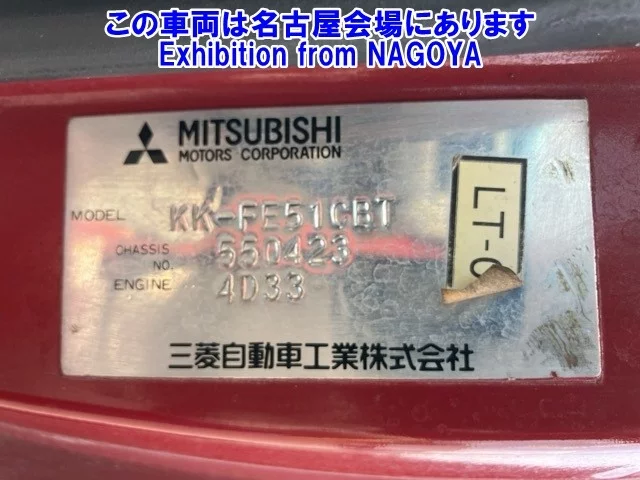 この車両は名古屋会場にあります
Exhibition from NAGOYA
MITSUBISHI
MOTORS CORPORATION
MODEL KK-FE51CBT
CHASSIS NO. 550423
ENGINE 4D33
LT-
三菱自動車工業株式会社